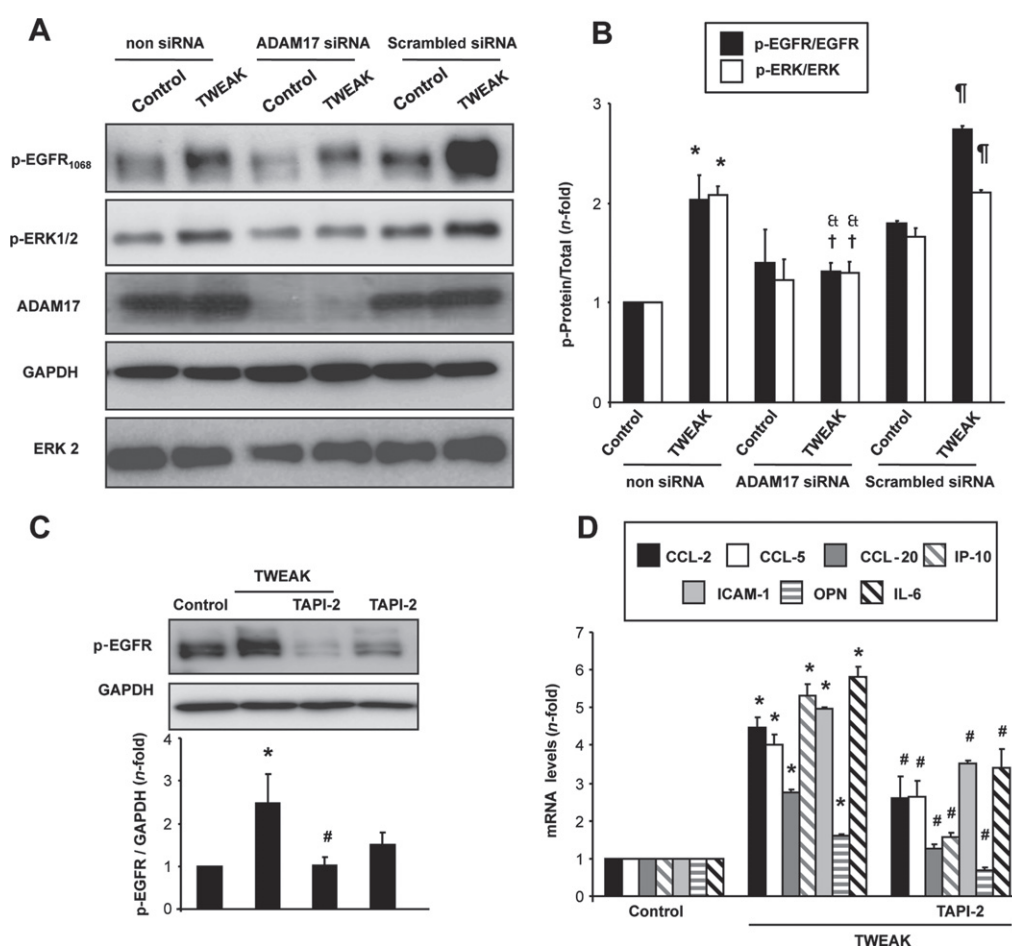 A
non siRNA ADAM17 siRNA Scrambled siRNA
Control TWEAK Control TWEAK Control TWEAK
p-EGFR1068
p-ERK1/2
ADAM17
GAPDH
ERK 2
B
p-EGFR/EGFR
p-ERK/ERK
p-Protein/Total (n-fold)
3
2
1
0
* *
& &
† †
¶
¶
Control TWEAK Control TWEAK Control TWEAK
non siRNA ADAM17 siRNA Scrambled siRNA
C
TWEAK
Control TAPI-2 TAPI-2
p-EGFR
GAPDH
p-EGFR / GAPDH (n-fold)
4
3
2
1
0
*
#
D
CCL-2 CCL-5 CCL-20 IP-10
ICAM-1 OPN IL-6
mRNA levels (n-fold)
7
6
5
4
3
2
1
0
* * * * * * *
# # # # # # #
Control TAPI-2
TWEAK